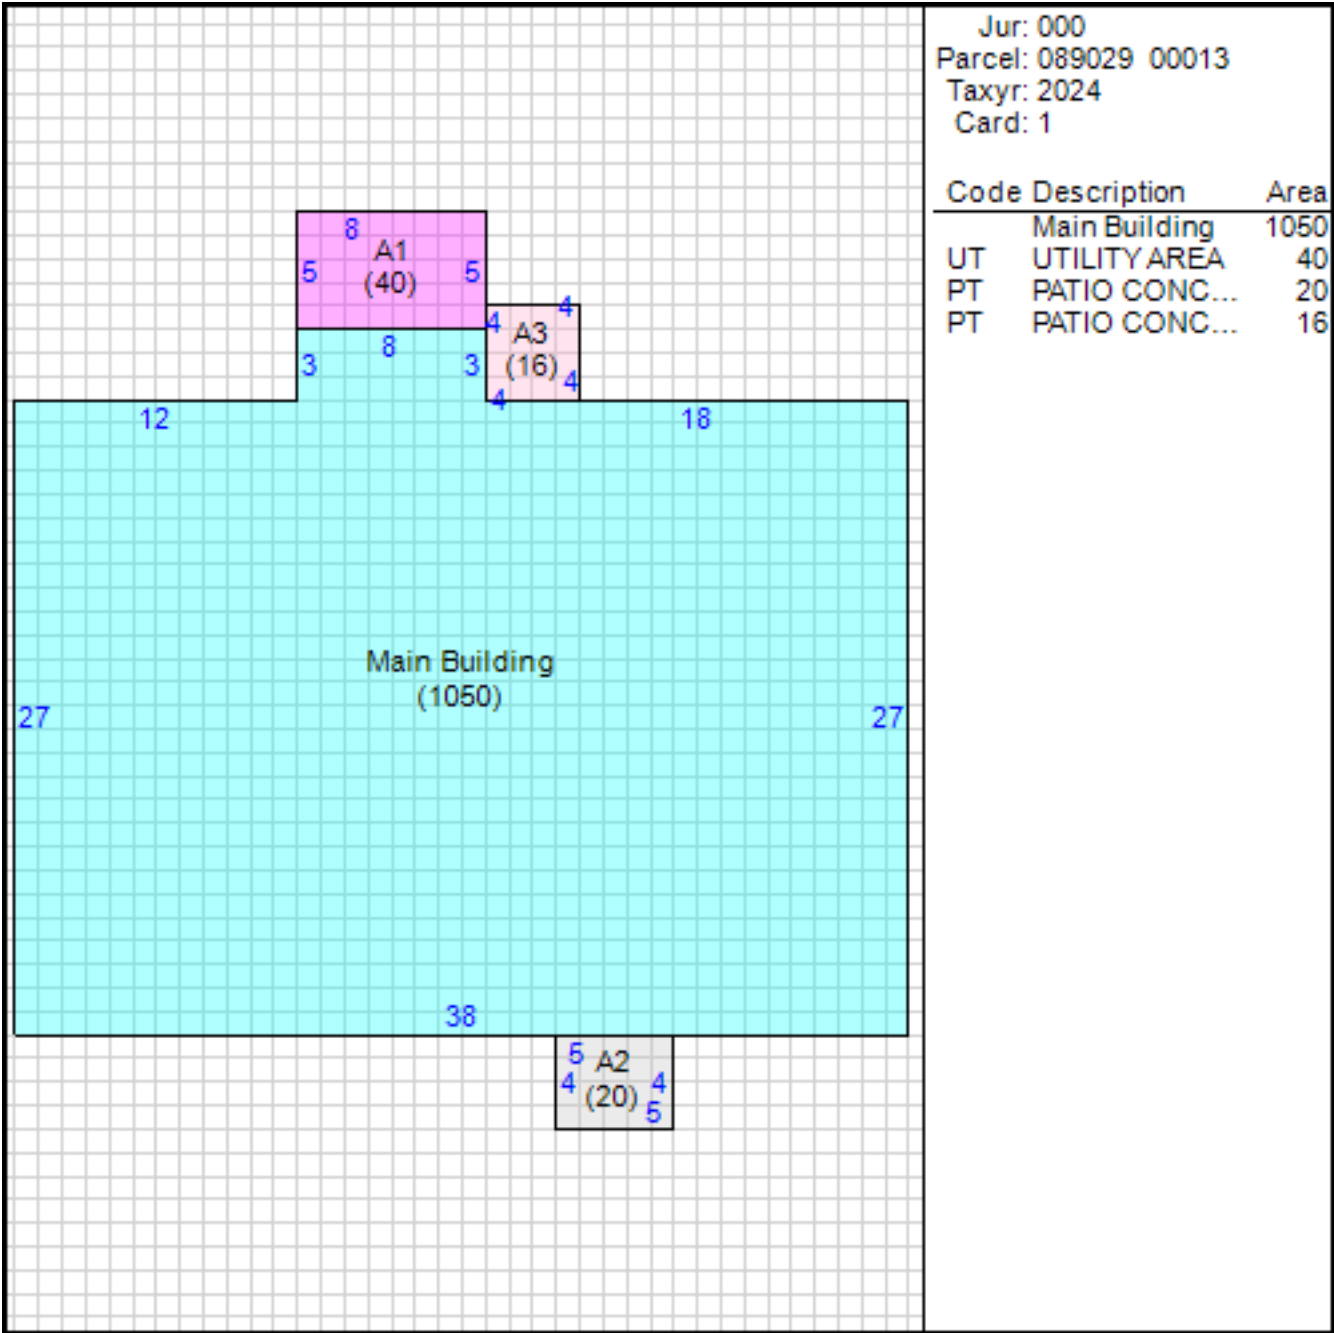 Jur: 000
Parcel: 089029 00013
Taxyr: 2024
Card: 1
Code Description Area
Main Building 1050
UT UTILITY AREA 40
PT PATIO CONC... 20
PT PATIO CONC... 16
8
A1
5 5
(40)
4
4
A3
8
3 3 (16)
4
4
12 18
Main Building
(1050)
27 27
38
5 A2
4 4
(20)
5